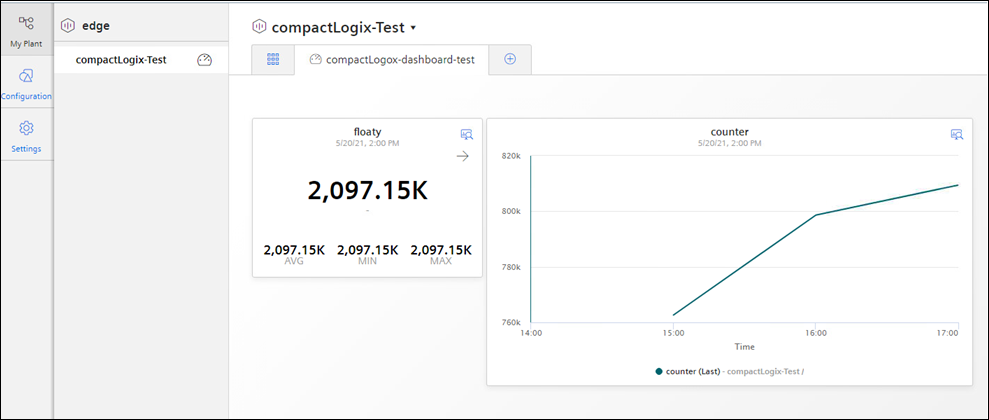 My Plant
Configuration
Settings
edge
compactLogix-Test
compactLogix-Test
compactLogox-dashboard-test
floaty
5/20/21, 2:00 PM
2,097.15K
-
2,097.15K 2,097.15K 2,097.15K
AVG MIN MAX
counter
5/20/21, 2:00 PM
820k
800k
780k
760k
14:00 15:00 16:00 17:00
Time
counter (Last) - compactLogix-Test /